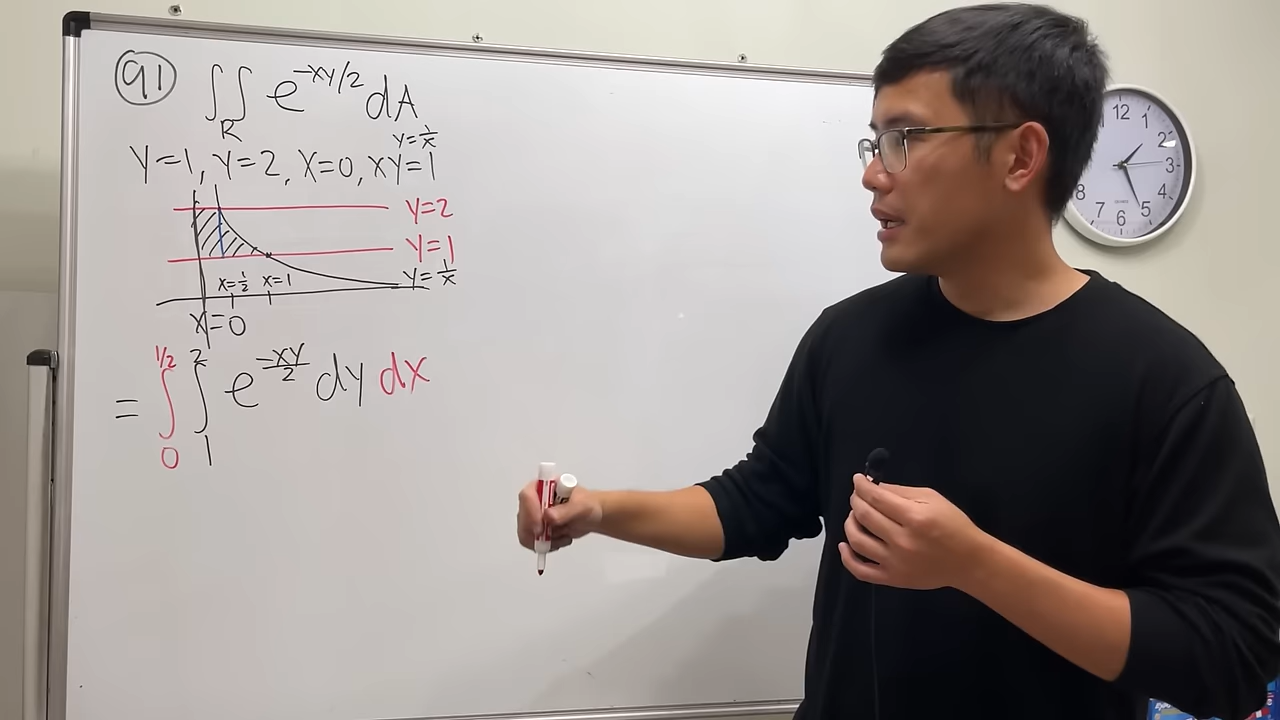 91 ∫∫_R e^{-xy/2} dA
y=1/x
y=1, y=2, x=0, xy=1
y=2
y=1
x=1/2 x=1 y=1/x
x=0
= ∫_0^{1/2} ∫_1^2 e^{-xy/2} dy dx
12 1 2 3 4 5 6 7 8